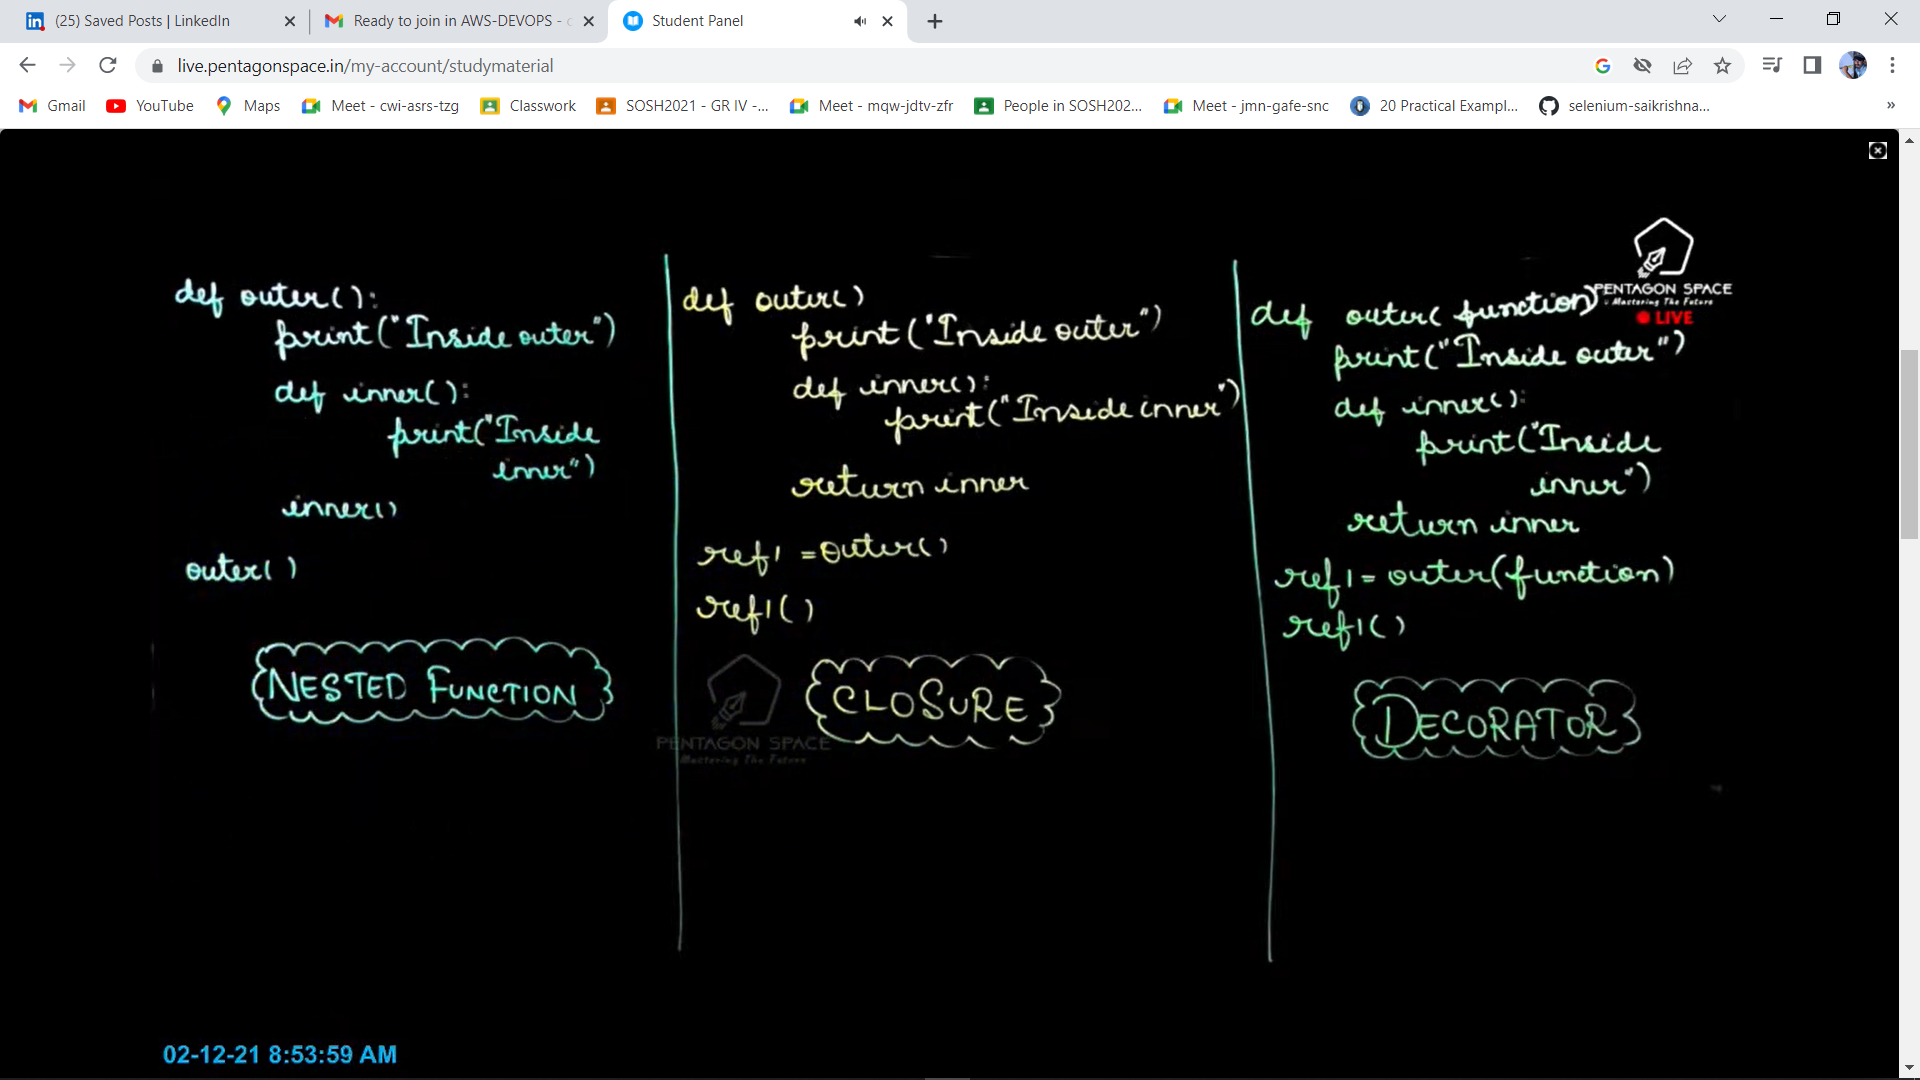 (25) Saved Posts | LinkedIn
Ready to join in AWS-DEVOPS -
Student Panel
live.pentagonspace.in/my-account/studymaterial
Gmail
YouTube
Maps
Meet - cwi-asrs-tzg
Classwork
SOSH2021 - GR IV -...
Meet - mqw-jdtv-zfr
People in SOSH202...
Meet - jmn-gafe-snc
20 Practical Exampl...
selenium-saikrishna...
»
def outer():
print("Inside outer")
def inner():
print("Inside
inner")
inner()
outer()
NESTED FUNCTION
def outer()
print("Inside outer")
def inner():
print("Inside inner")
return inner
ref1 = outer()
ref1()
CLOSURE
PENTAGON SPACE
Mastering The Future
PENTAGON SPACE
Mastering The Future
LIVE
def outer(function)
print("Inside outer")
def inner():
print("Inside
inner")
return inner
ref1 = outer(function)
ref1()
DECORATOR
02-12-21 8:53:59 AM